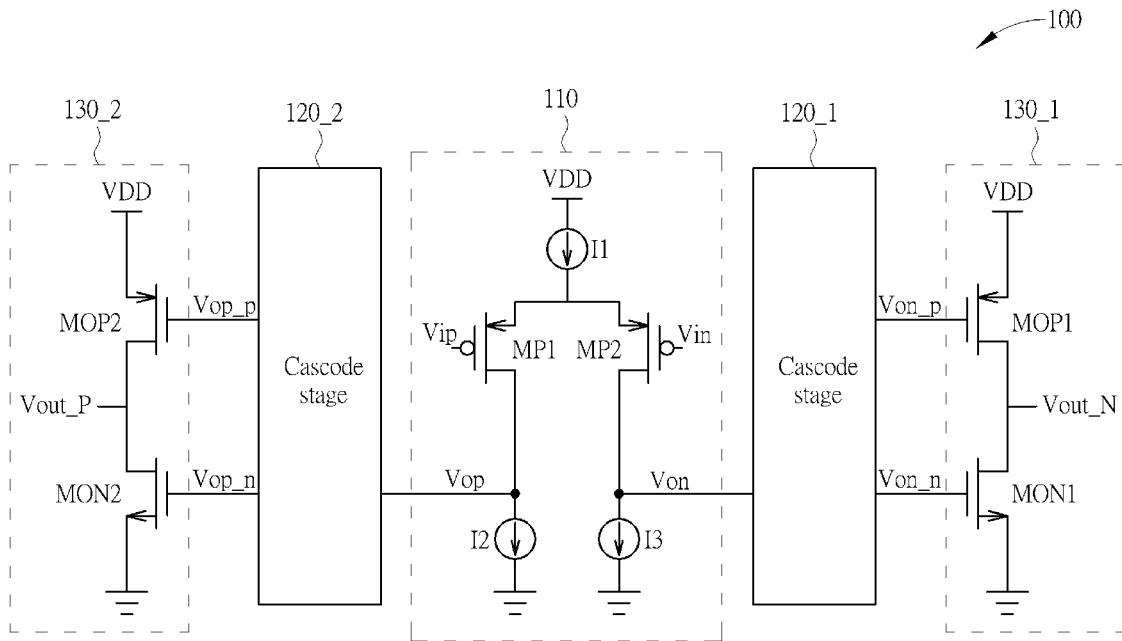 100
130_2
120_2
110
120_1
130_1
VDD
VDD
VDD
I1
MOP2
Vop_p
Vip
MP1
MP2
Vin
Von_p
MOP1
Cascode
stage
Cascode
stage
Vout_P
Vout_N
MON2
Vop_n
Vop
Von
Von_n
MON1
I2
I3